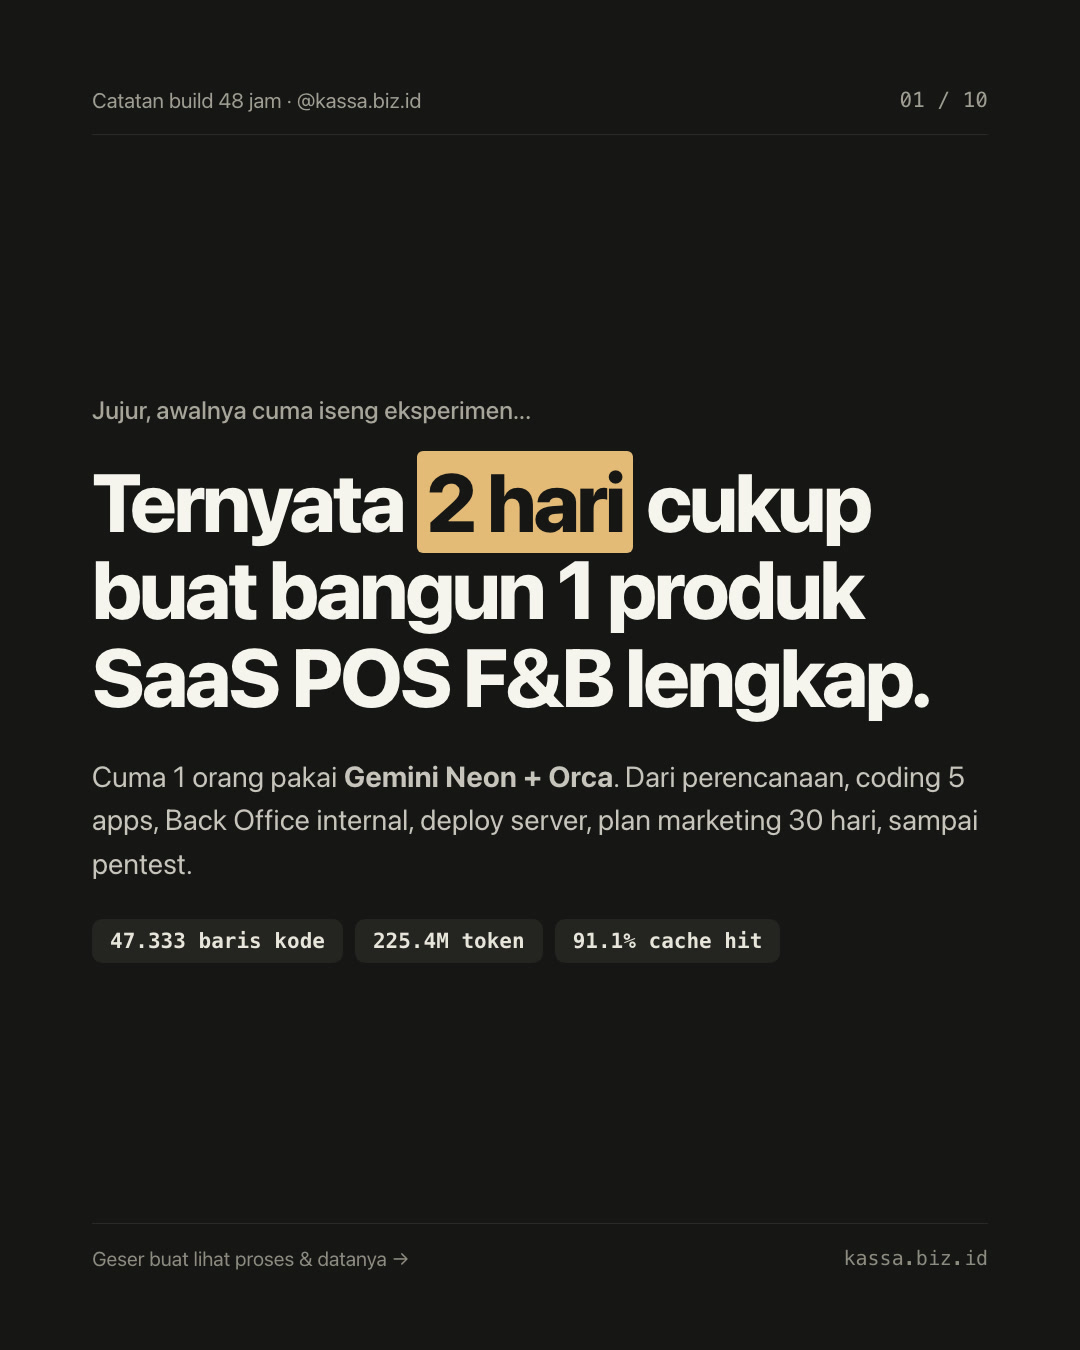 Catatan build 48 jam · @kassa.biz.id
01 / 10
Jujur, awalnya cuma iseng eksperimen...
Ternyata 2 hari cukup
buat bangun 1 produk
SaaS POS F&B lengkap.
Cuma 1 orang pakai Gemini Neon + Orca. Dari perencanaan, coding 5
apps, Back Office internal, deploy server, plan marketing 30 hari, sampai
pentest.
47.333 baris kode
225.4M token
91.1% cache hit
Geser buat lihat proses & datanya →
kassa.biz.id